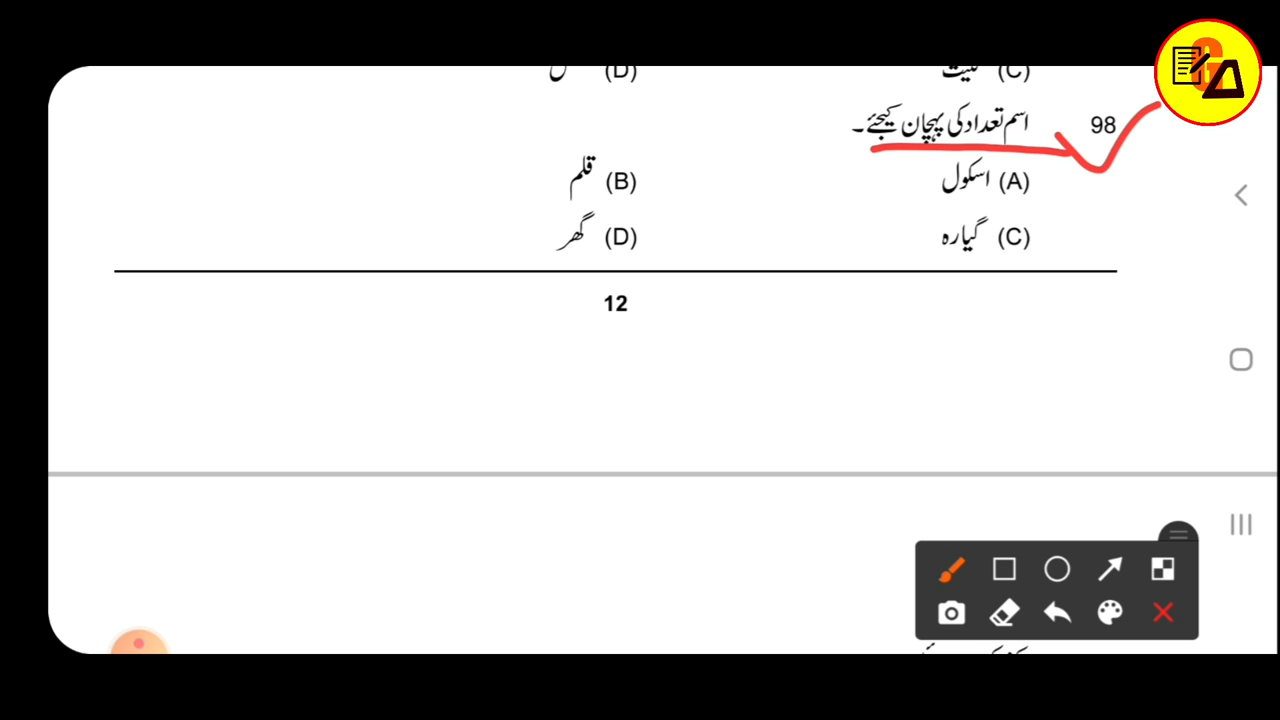 (C) (D)
98 اسم تعداد کی پہچان کیجئے۔
(A) اسکول (B) قلم
(C) گیارہ (D) گھر
12